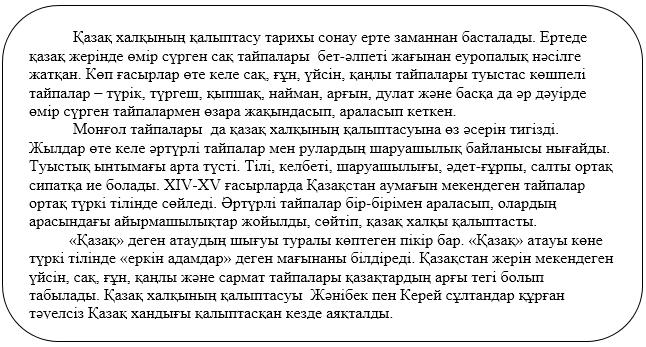 Қазақ халқының қалыптасу тарихы сонау ерте заманнан басталады. Ертеде
қазақ жерінде өмір сүрген сақ тайпалары бет-әлпеті жағынан еуропалық нәсілге
жатқан. Көп ғасырлар өте келе сақ, ғұн, үйсін, қаңлы тайпалары туыстас көшпелі
тайпалар – түрік, түргеш, қыпшақ, найман, арғын, дулат және басқа да әр дәуірде
өмір сүрген тайпалармен өзара жақындасып, араласып кеткен.
Монғол тайпалары да қазақ халқының қалыптасуына өз әсерін тигізді.
Жылдар өте келе әртүрлі тайпалар мен рулардың шаруашылық байланысы нығайды.
Туыстық ынтымағы арта түсті. Тілі, келбеті, шаруашылығы, әдет-ғұрпы, салты ортақ
сипатқа ие болады. XIV-XV ғасырларда Қазақстан аумағын мекендеген тайпалар
ортақ түркі тілінде сөйледі. Әртүрлі тайпалар бір-бірімен араласып, олардың
арасындағы айырмашылықтар жойылды, сөйтіп, қазақ халқы қалыптасты.
«Қазақ» деген атаудың шығуы туралы көптеген пікір бар. «Қазақ» атауы көне
түркі тілінде «еркін адамдар» деген мағынаны білдіреді. Қазақстан жерін мекендеген
үйсін, сақ, ғұн, қаңлы және сармат тайпалары қазақтардың арғы тегі болып
табылады. Қазақ халқының қалыптасуы Жәнібек пен Керей сұлтандар құрған
тәуелсіз Қазақ хандығы қалыптасқан кезде аяқталды.